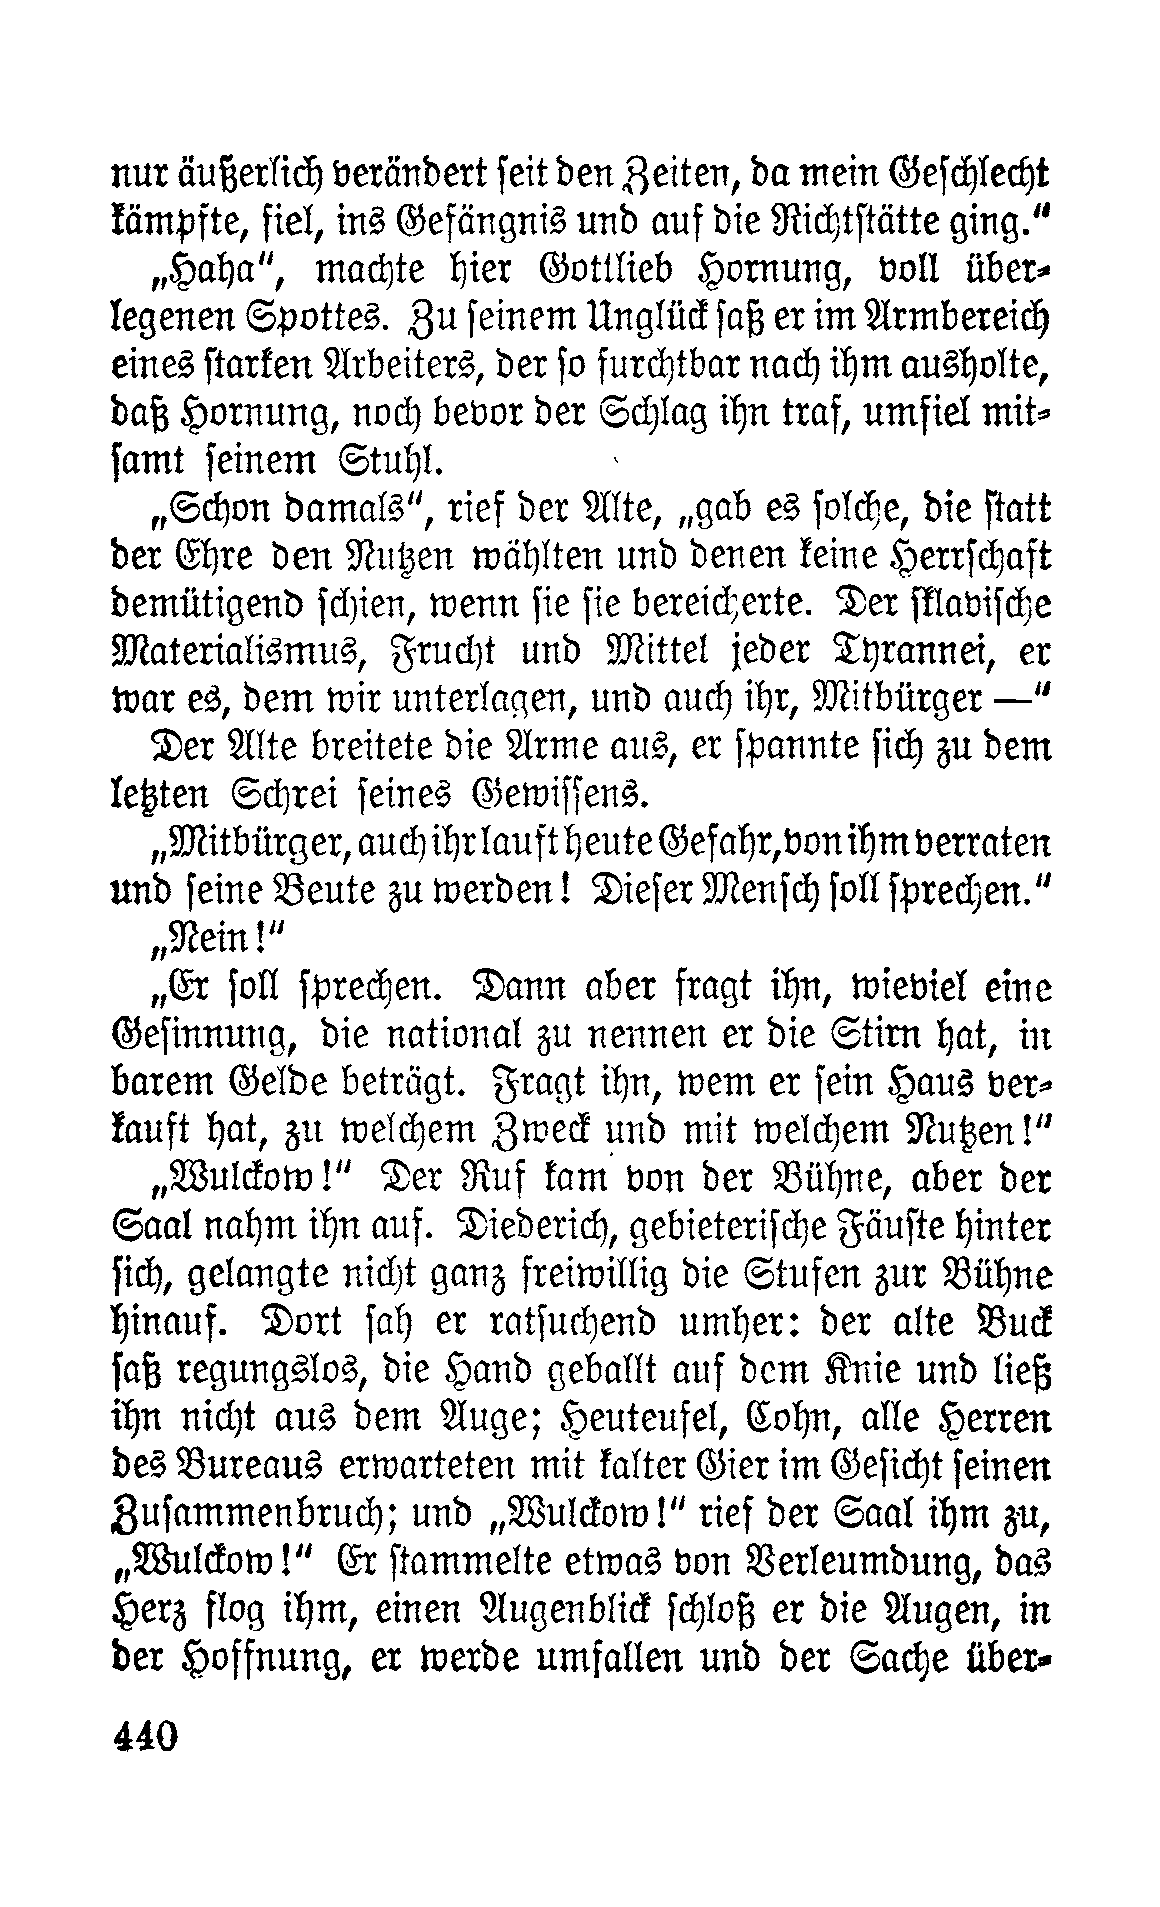 nur äußerlich verändert ſeit den Zeiten, da mein Geſchlecht
kämpfte, fiel, ins Gefängnis und auf die Richtſtätte ging.“
„Haha“, machte hier Gottlieb Hornung, voll über-
legenen Spottes. Zu ſeinem Unglück ſaß er im Armbereich
eines ſtarken Arbeiters, der ſo furchtbar nach ihm ausholte,
daß Hornung, noch bevor der Schlag ihn traf, umfiel mit-
ſamt ſeinem Stuhl.
„Schon damals“, rief der Alte, „gab es ſolche, die ſtatt
der Ehre den Nutzen wählten und denen keine Herrſchaft
demütigend ſchien, wenn ſie ſie bereicherte. Der ſklaviſche
Materialismus, Frucht und Mittel jeder Tyrannei, er
war es, dem wir unterlagen, und auch ihr, Mitbürger —“
Der Alte breitete die Arme aus, er ſpannte ſich zu dem
letzten Schrei ſeines Gewiſſens.
„Mitbürger, auch ihr lauft heute Gefahr, von ihm verraten
und ſeine Beute zu werden! Dieſer Menſch ſoll ſprechen.“
„Nein!“
„Er ſoll ſprechen. Dann aber fragt ihn, wieviel eine
Geſinnung, die national zu nennen er die Stirn hat, in
barem Gelde beträgt. Fragt ihn, wem er ſein Haus ver-
kauft hat, zu welchem Zweck und mit welchem Nutzen!“
„Wulckow!“ Der Ruf kam von der Bühne, aber der
Saal nahm ihn auf. Diederich, gebieteriſche Fäuſte hinter
ſich, gelangte nicht ganz freiwillig die Stufen zur Bühne
hinauf. Dort ſah er ratſuchend umher: der alte Buck
ſaß regungslos, die Hand geballt auf dem Knie und ließ
ihn nicht aus dem Auge; Heuteufel, Cohn, alle Herren
des Bureaus erwarteten mit kalter Gier im Geſicht ſeinen
Zuſammenbruch; und „Wulckow!“ rief der Saal ihm zu,
„Wulckow!“ Er ſtammelte etwas von Verleumdung, das
Herz flog ihm, einen Augenblick ſchloß er die Augen, in
der Hoffnung, er werde umfallen und der Sache über-
440